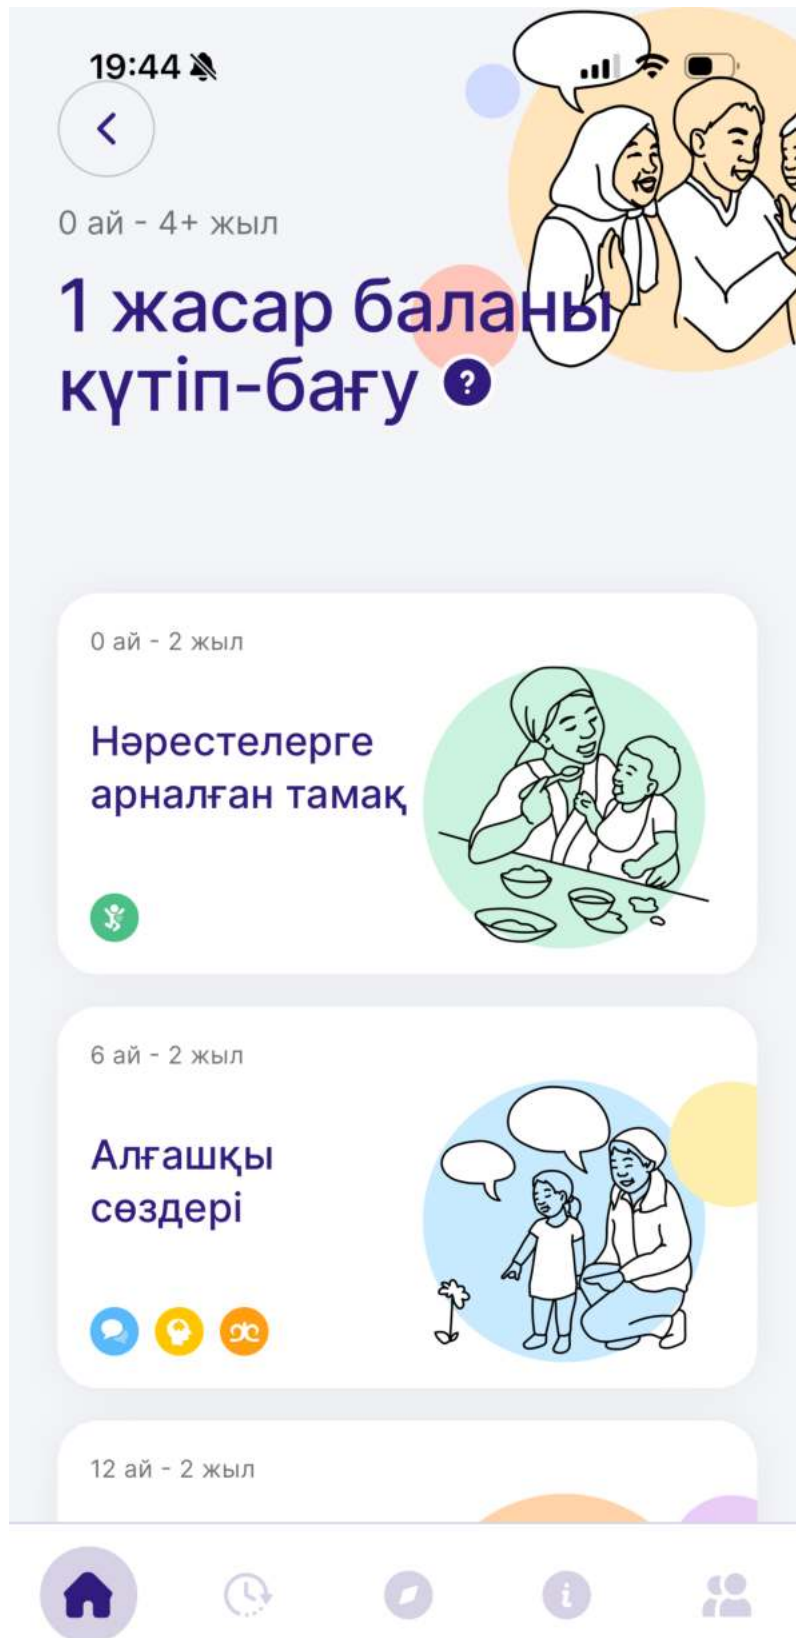 19:44
0 ай - 4+ жыл
1 жасар баланы
күтіп-бағу ?
0 ай - 2 жыл
Нәрестелерге
арналған тамақ
6 ай - 2 жыл
Алғашқы
сөздері
12 ай - 2 жыл